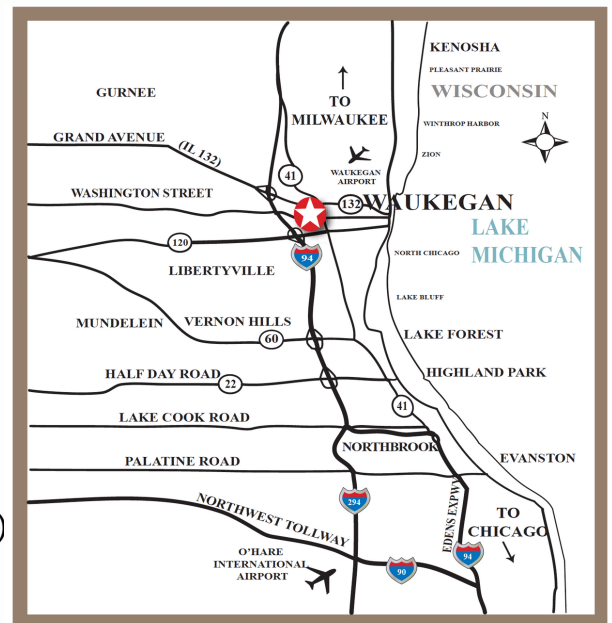 KENOSHA
PLEASANT PRAIRIE
GURNEE
WISCONSIN
TO
MILWAUKEE
N
WINTHROP HARBOR
GRAND AVENUE
(IL 132)
ZION
41
WAUKEGAN
AIRPORT
WASHINGTON STREET
132
WAUKEGAN
LAKE
MICHIGAN
120
94
NORTH CHICAGO
LIBERTYVILLE
LAKE BLUFF
MUNDELEIN
VERNON HILLS
60
LAKE FOREST
HALF DAY ROAD
22
HIGHLAND PARK
41
LAKE COOK ROAD
NORTHBROOK
EVANSTON
PALATINE ROAD
294
NORTHWEST TOLLWAY
EDENS EXPWY
TO
CHICAGO
O'HARE
INTERNATIONAL
AIRPORT
90
94